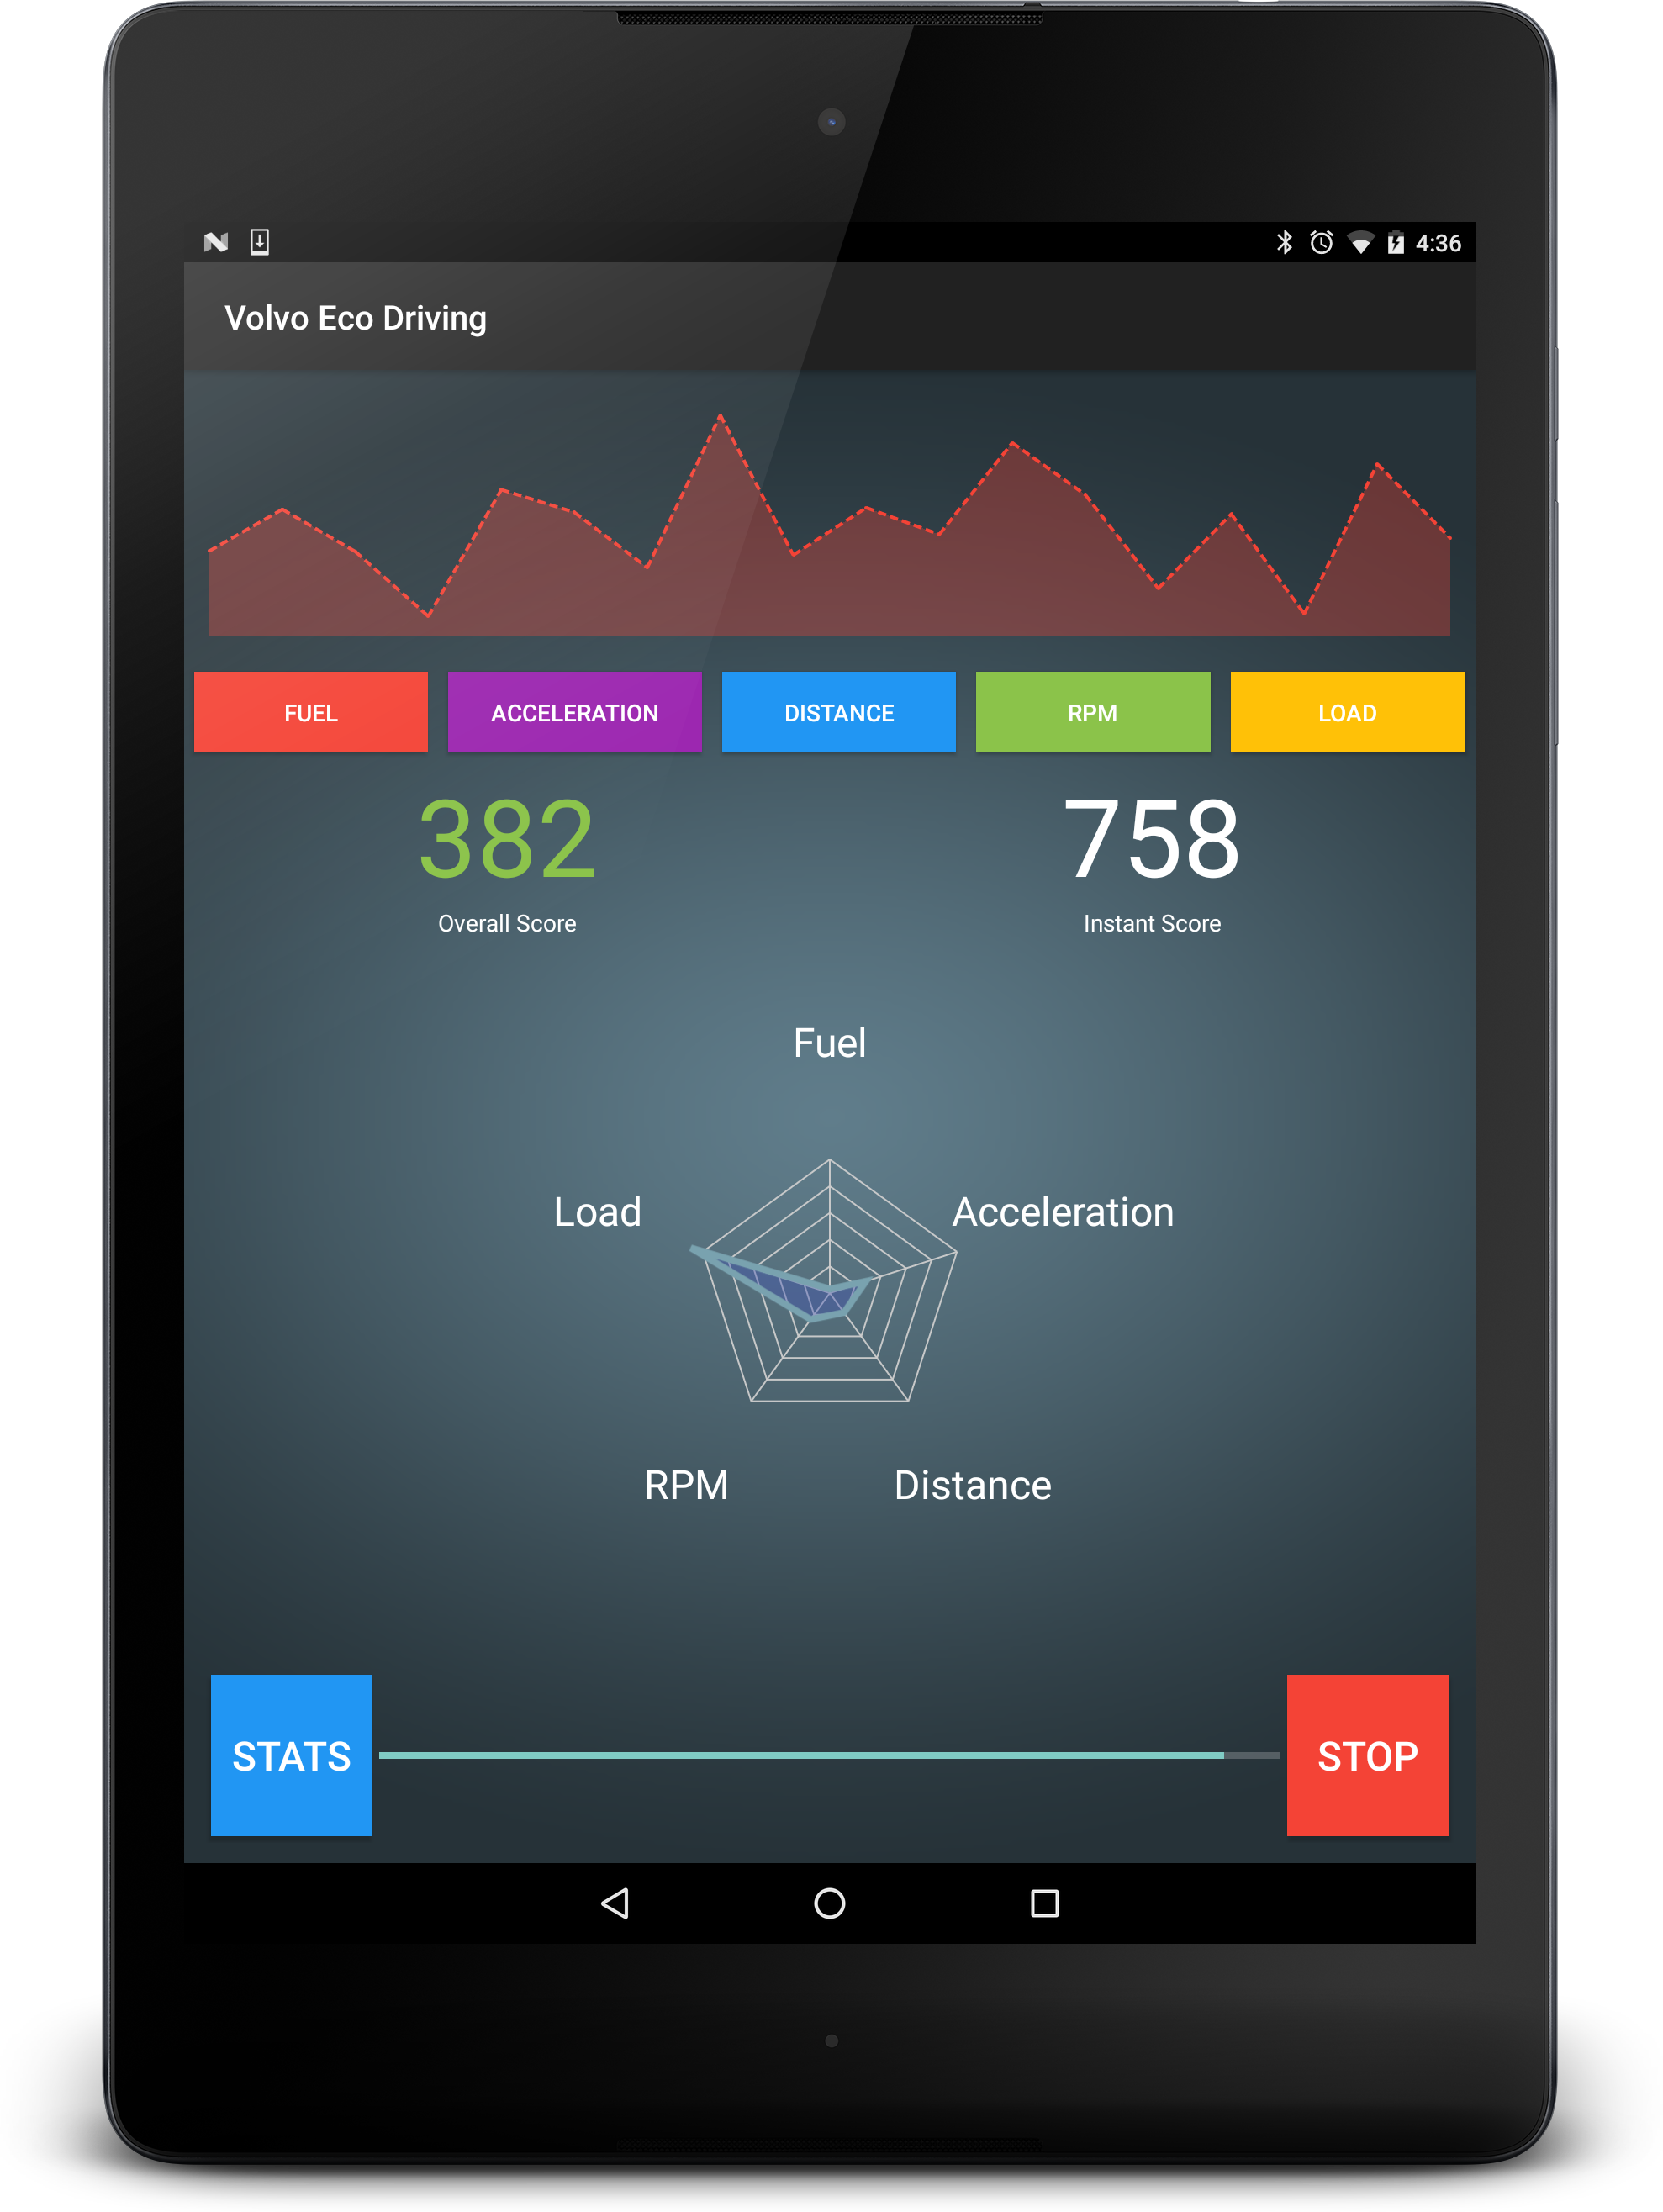 4:36
Volvo Eco Driving
FUEL ACCELERATION DISTANCE RPM LOAD
382 758
Overall Score Instant Score
Fuel
Load Acceleration
RPM Distance
STATS STOP